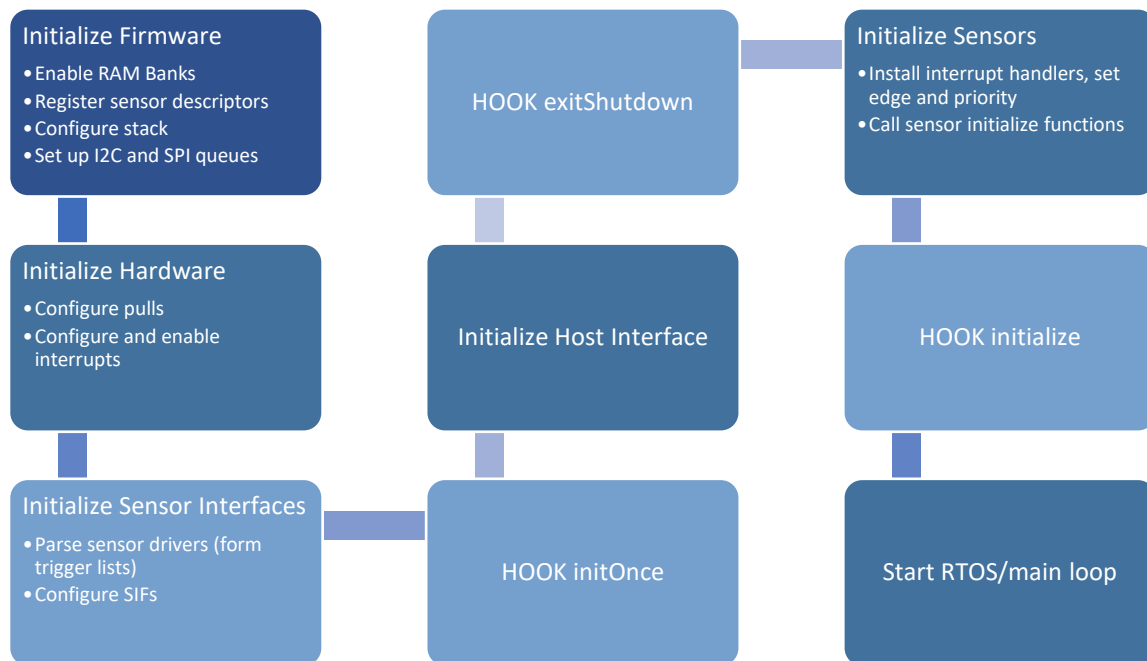 Initialize Firmware
•Enable RAM Banks
•Register sensor descriptors
•Configure stack
•Set up I2C and SPI queues
Initialize Hardware
•Configure pulls
•Configure and enable
interrupts
Initialize Sensor Interfaces
•Parse sensor drivers (form
trigger lists)
•Configure SIFs
HOOK initOnce
Initialize Host Interface
HOOK exitShutdown
Initialize Sensors
•Install interrupt handlers, set
edge and priority
•Call sensor initialize functions
HOOK initialize
Start RTOS/main loop